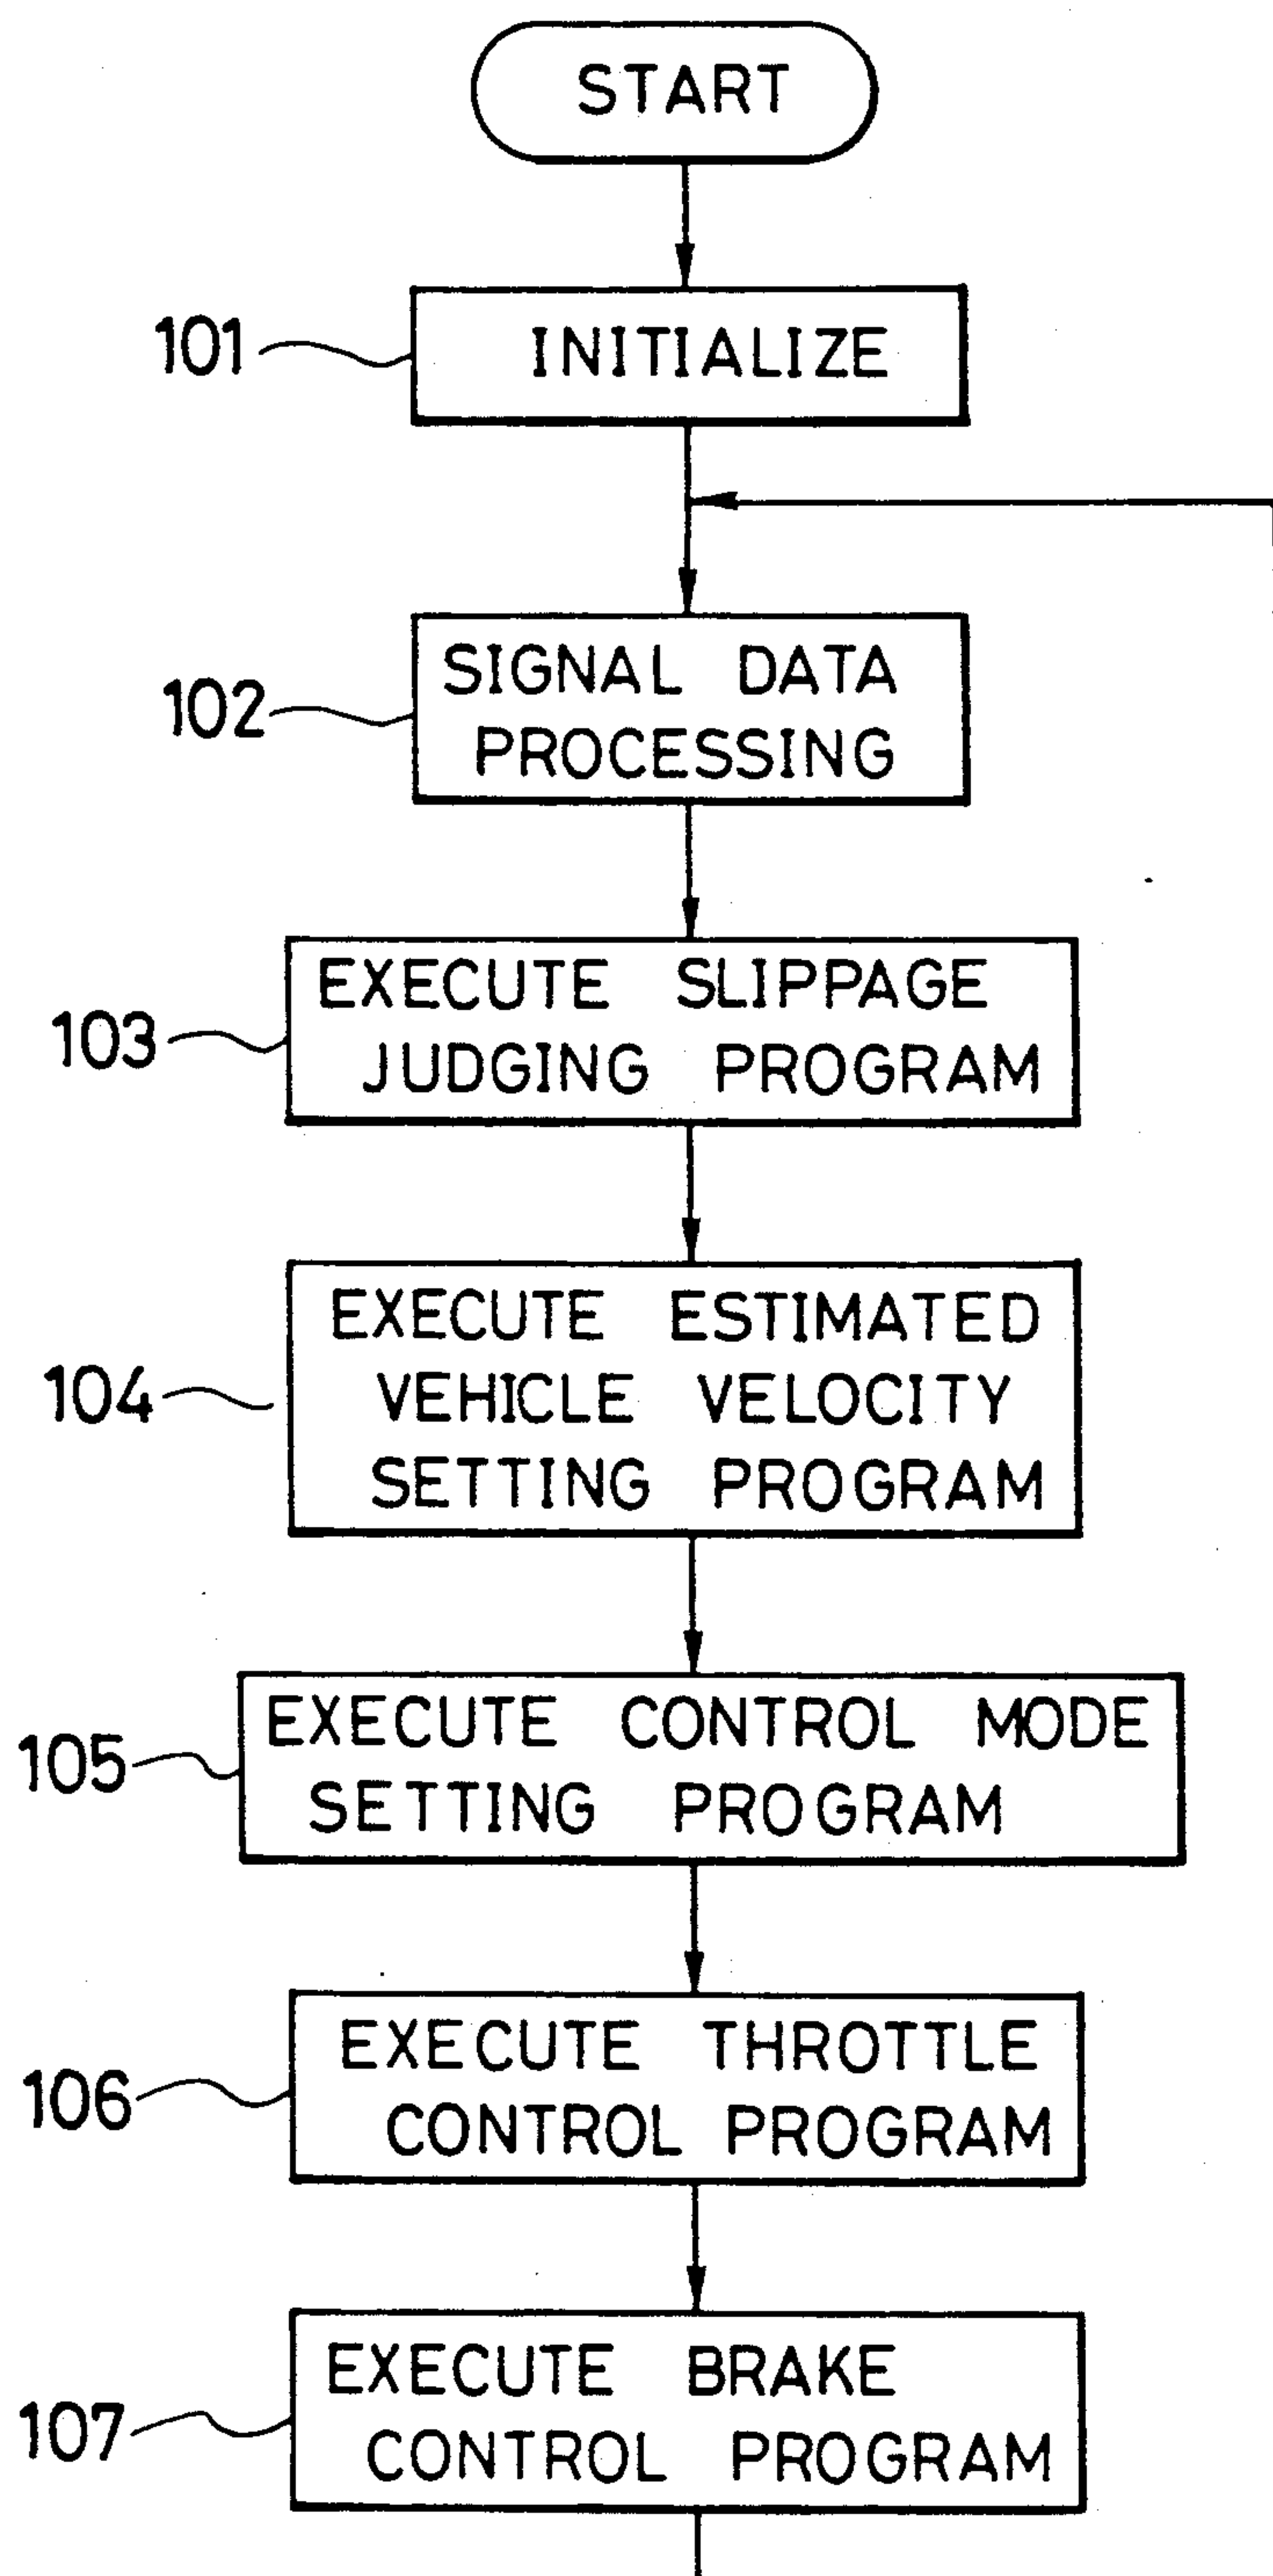 START
101
INITIALIZE
102
SIGNAL DATA
PROCESSING
103
EXECUTE SLIPPAGE
JUDGING PROGRAM
104
EXECUTE ESTIMATED
VEHICLE VELOCITY
SETTING PROGRAM
105
EXECUTE CONTROL MODE
SETTING PROGRAM
106
EXECUTE THROTTLE
CONTROL PROGRAM
107
EXECUTE BRAKE
CONTROL PROGRAM